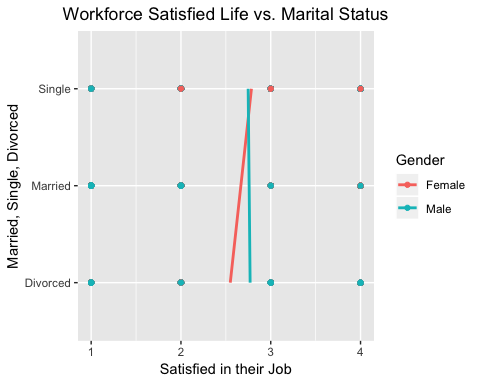 Workforce Satisfied Life vs. Marital Status
Married, Single, Divorced
Single
Married
Divorced
1 2 3 4
Satisfied in their Job
Gender
Female
Male